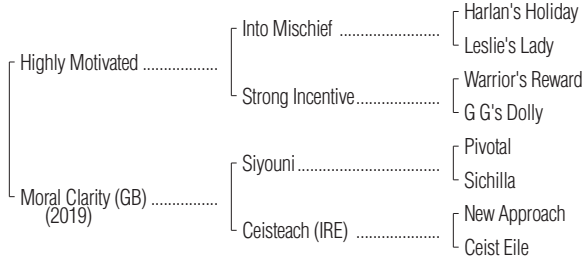 Harlan's Holiday
Into Mischief ....................
Leslie's Lady
Highly Motivated ..................
Warrior's Reward
Strong Incentive.................
G G's Dolly
Pivotal
Siyouni.............................
Sichilla
Moral Clarity (GB) ................
(2019)
New Approach
Ceisteach (IRE) .................
Ceist Eile